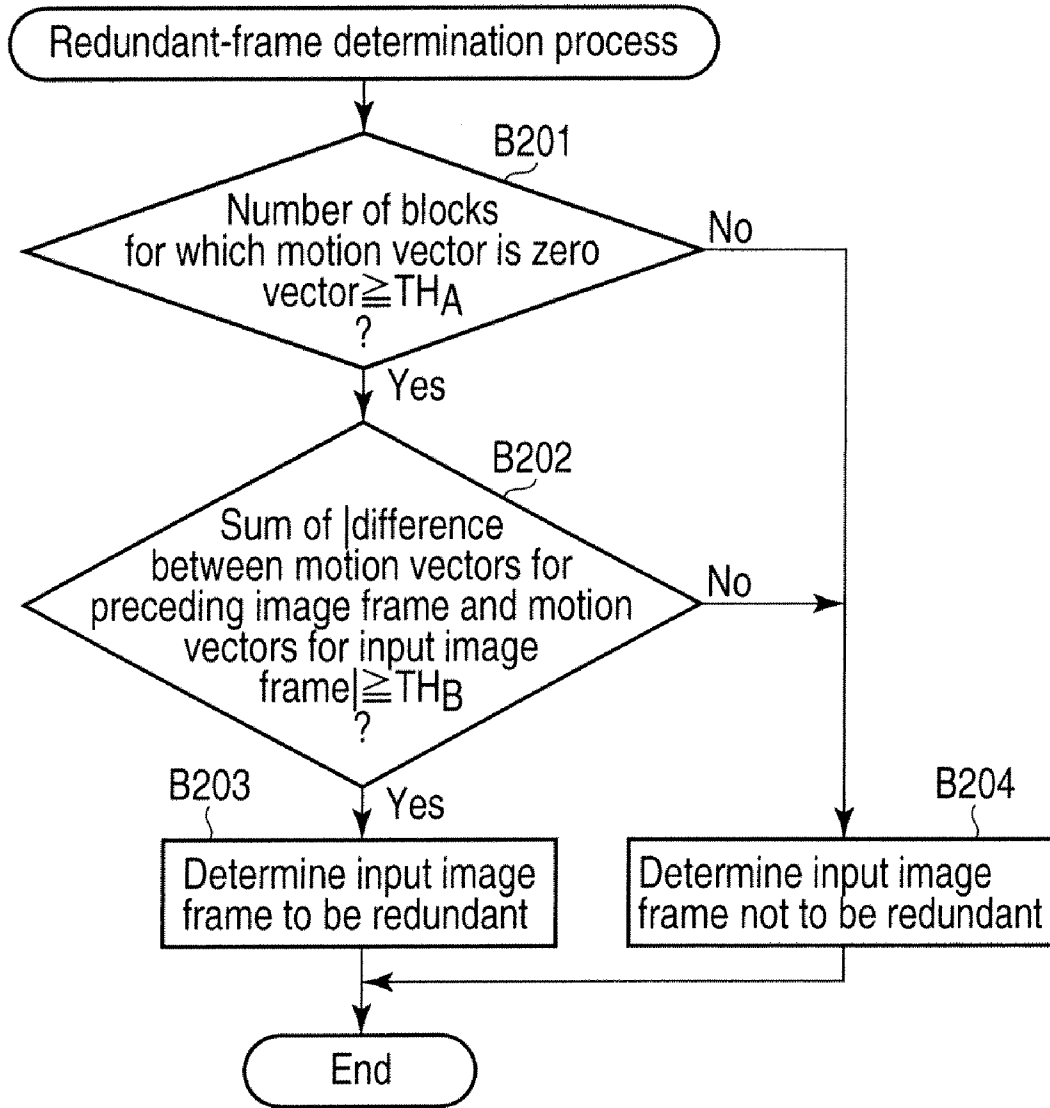 Redundant-frame determination process
B201
Number of blocks
for which motion vector is zero
vector≧THA
?
No
Yes
B202
Sum of |difference
between motion vectors for
preceding image frame and motion
vectors for input image
frame|≧THB
?
No
Yes
B203
Determine input image
frame to be redundant
B204
Determine input image
frame not to be redundant
End